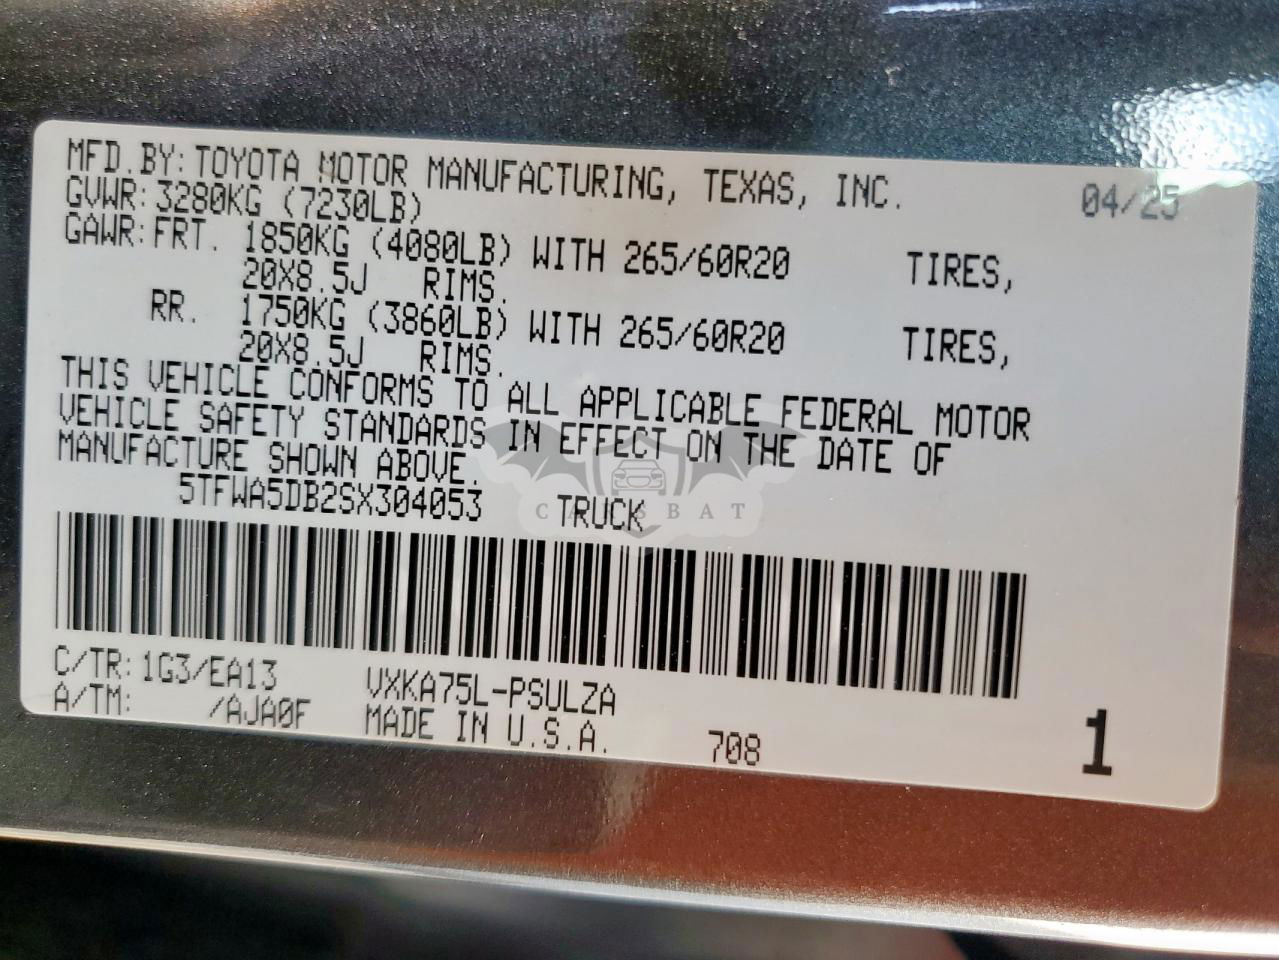 MFD.BY: TOYOTA MOTOR MANUFACTURING, TEXAS, INC. 04/25
GVWR: 3280KG (7230LB)
GAWR: FRT. 1850KG (4080LB) WITH 265/60R20 TIRES,
20X8.5J RIMS.
RR. 1750KG (3860LB) WITH 265/60R20 TIRES,
20X8.5J RIMS.
THIS VEHICLE CONFORMS TO ALL APPLICABLE FEDERAL MOTOR
VEHICLE SAFETY STANDARDS IN EFFECT ON THE DATE OF
MANUFACTURE SHOWN ABOVE.
5TFWA5DB2SX304053 TRUCK
CARSBAT
C/TR: 1G3/EA13 VXKA75L-PSULZA
A/TM: /AJA0F MADE IN U.S.A. 708 1